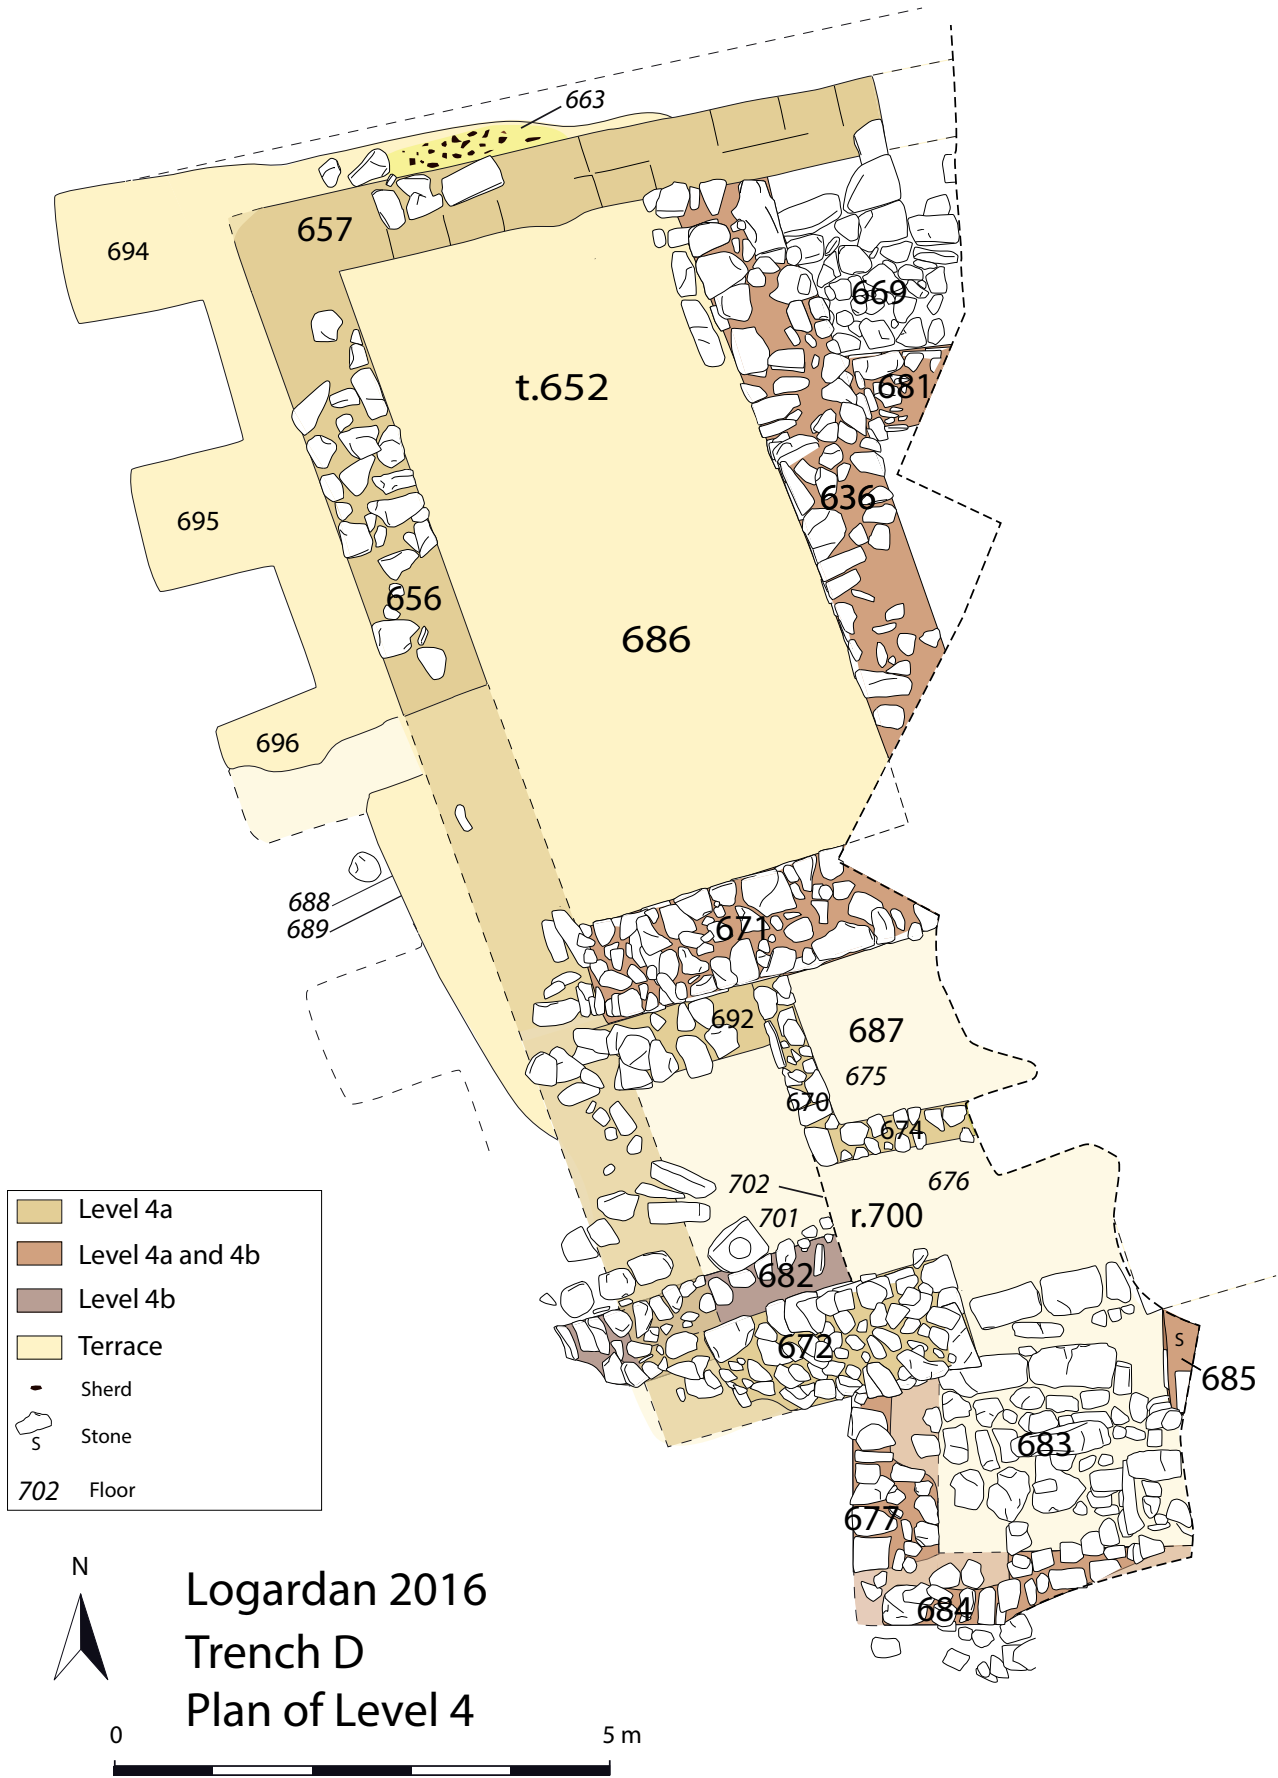 663
694
657
669
681
t.652
636
695
656
686
696
688
689
671
692
687
675
670
674
702
701
676
r.700
682
672
S
685
683
677
684
Level 4a
Level 4a and 4b
Level 4b
Terrace
Sherd
S Stone
702 Floor
N
Logardan 2016
Trench D
Plan of Level 4
0 5 m